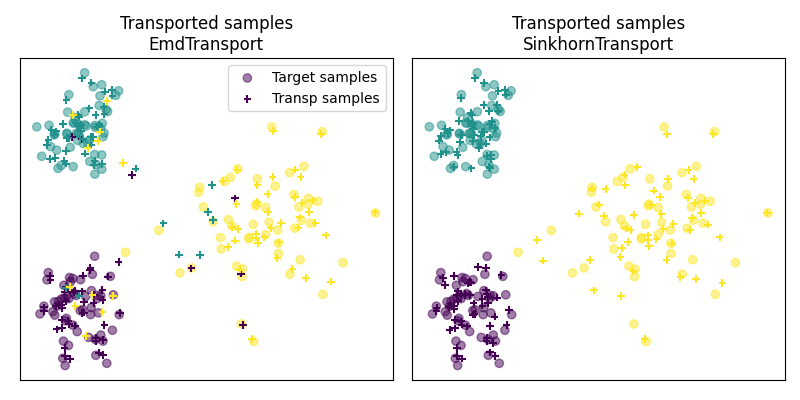 Transported samples
EmdTransport
Target samples
Transp samples
Transported samples
SinkhornTransport